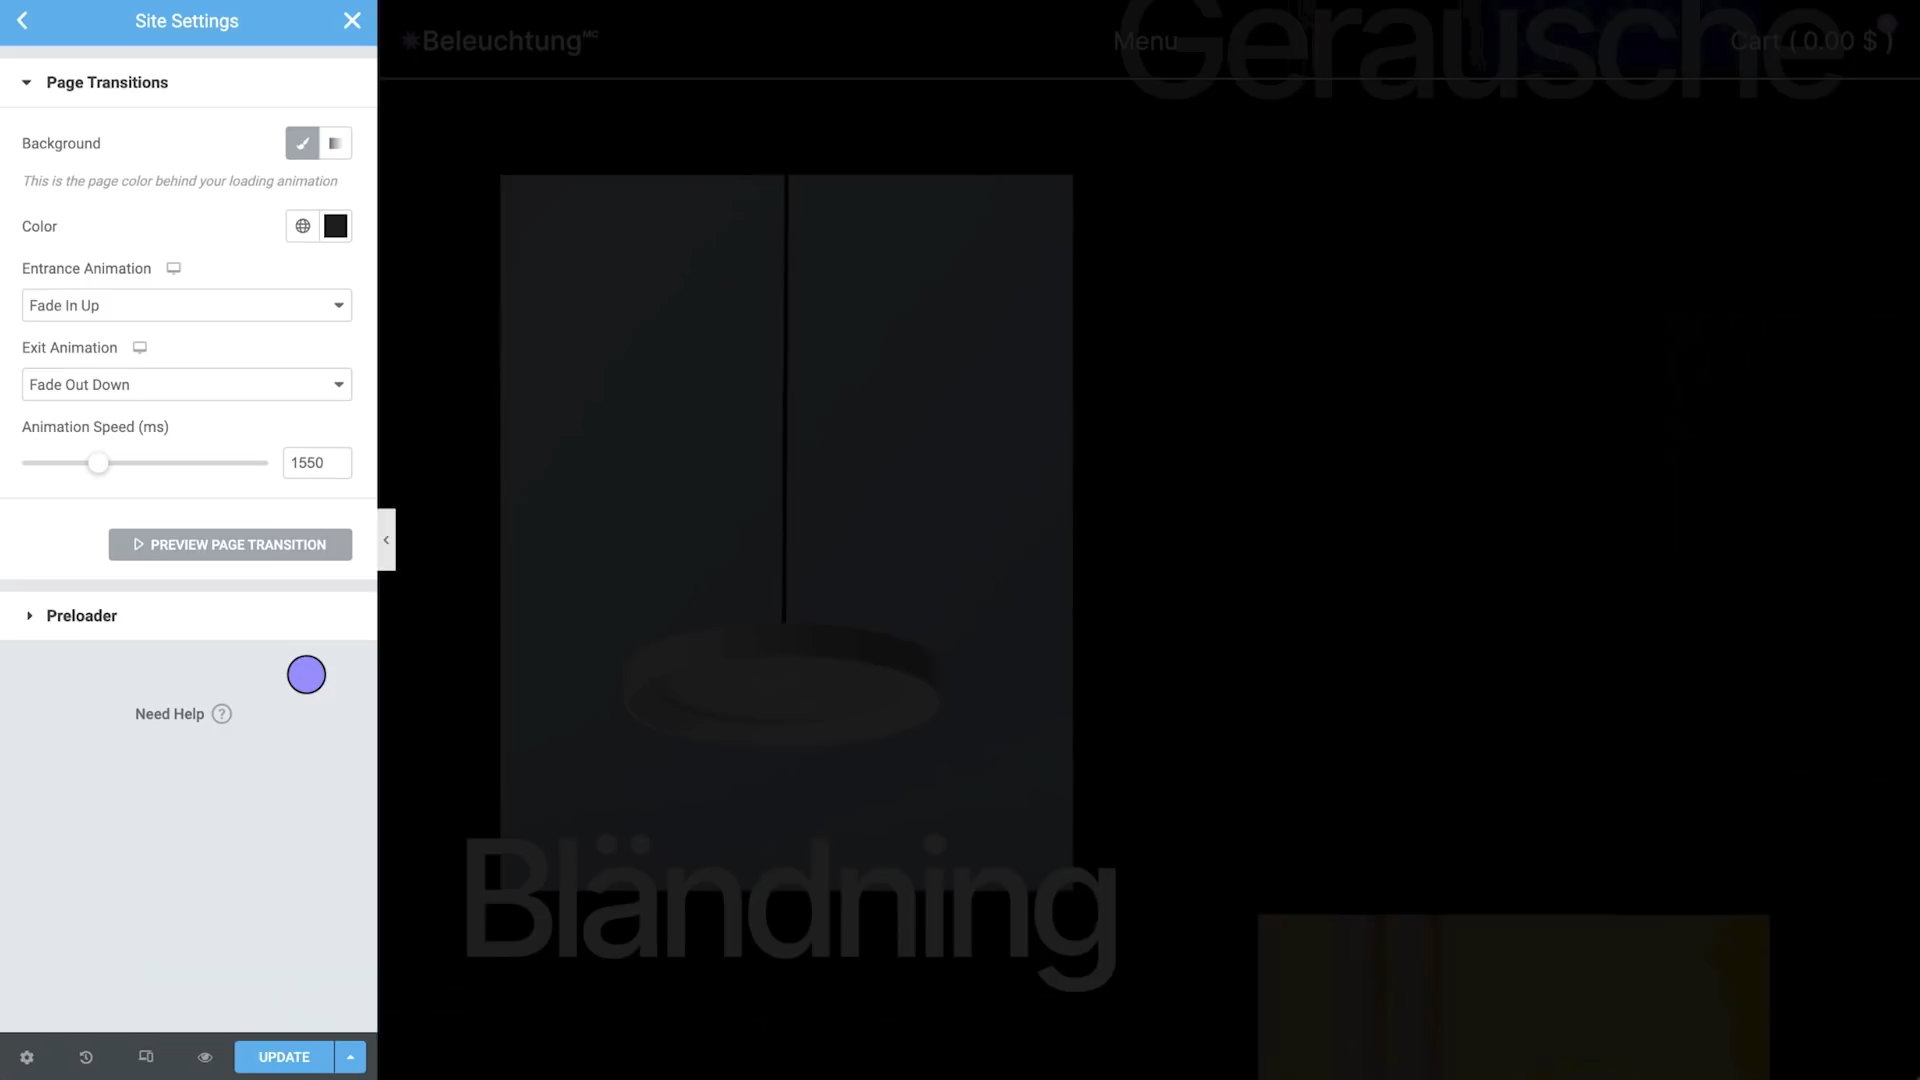 Site Settings
Page Transitions
Background
This is the page color behind your loading animation
Color
Entrance Animation
Fade In Up
Exit Animation
Fade Out Down
Animation Speed (ms)
1550
PREVIEW PAGE TRANSITION
Preloader
Need Help ?
UPDATE
Beleuchtung MC
Menu
Cart ( 0.00 $ )
Gerausche
Bländning